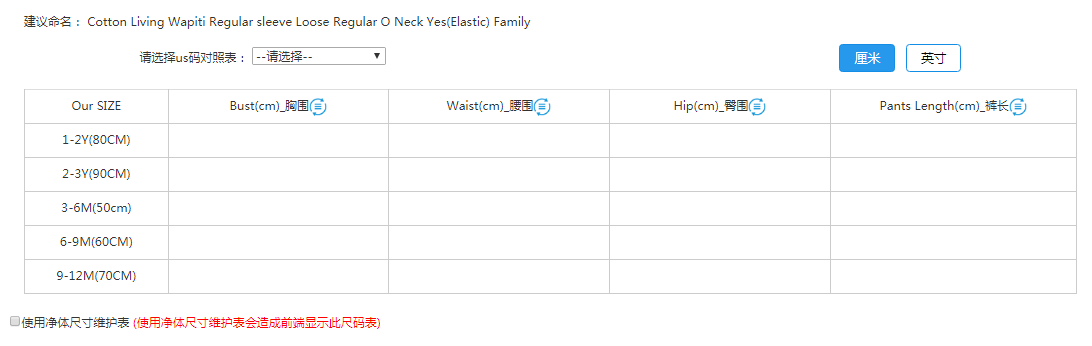 建议命名： Cotton Living Wapiti Regular sleeve Loose Regular O Neck Yes(Elastic) Family
请选择us码对照表： --请选择-- 厘米 英寸
Our SIZE Bust(cm)_胸围 Waist(cm)_腰围 Hip(cm)_臀围 Pants Length(cm)_裤长
1-2Y(80CM)
2-3Y(90CM)
3-6M(50cm)
6-9M(60CM)
9-12M(70CM)
使用净体尺寸维护表 (使用净体尺寸维护表会造成前端显示此尺码表)